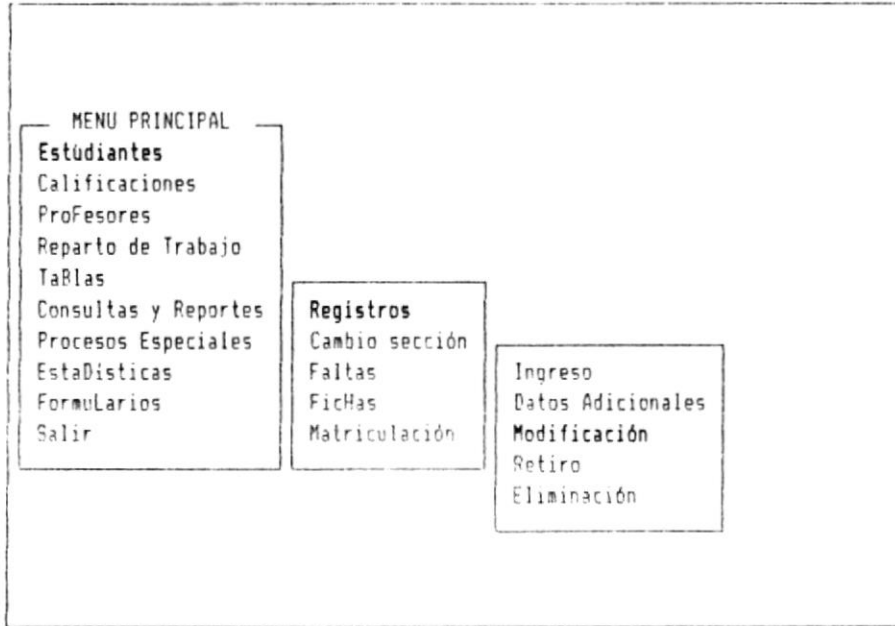 MENU PRINCIPAL
Estudiantes
Calificaciones
ProFesores
Reparto de Trabajo
TaBlas
Consultas y Reportes
Procesos Especiales
EstaDísticas
FormuLarios
Salir
Registros
Cambio sección
Faltas
FicHas
Matriculación
Ingreso
Datos Adicionales
Modificación
Retiro
Eliminación